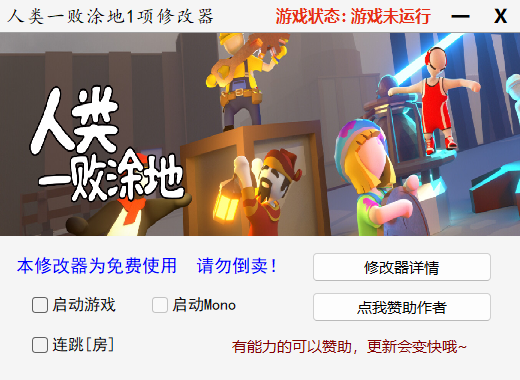 人类一败涂地1项修改器 游戏状态:游戏未运行 — X
人类
一败涂地
本修改器为免费使用 请勿倒卖！
修改器详情
启动游戏 启动Mono
点我赞助作者
连跳[房]
有能力的可以赞助，更新会变快哦~